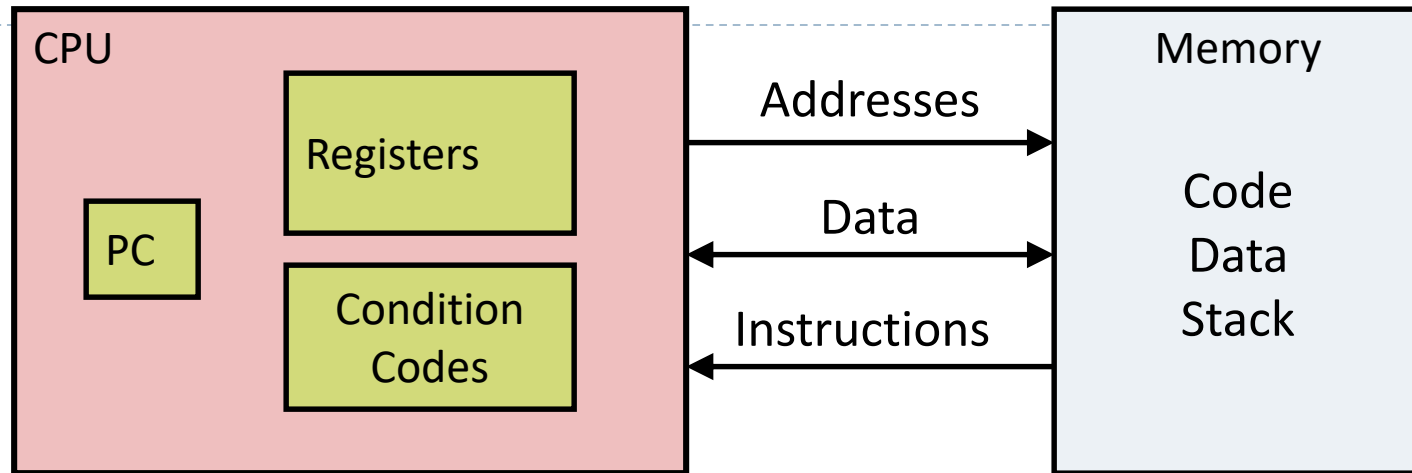 CPU
Registers
PC
Condition
Codes
Addresses
Data
Instructions
Memory
Code
Data
Stack